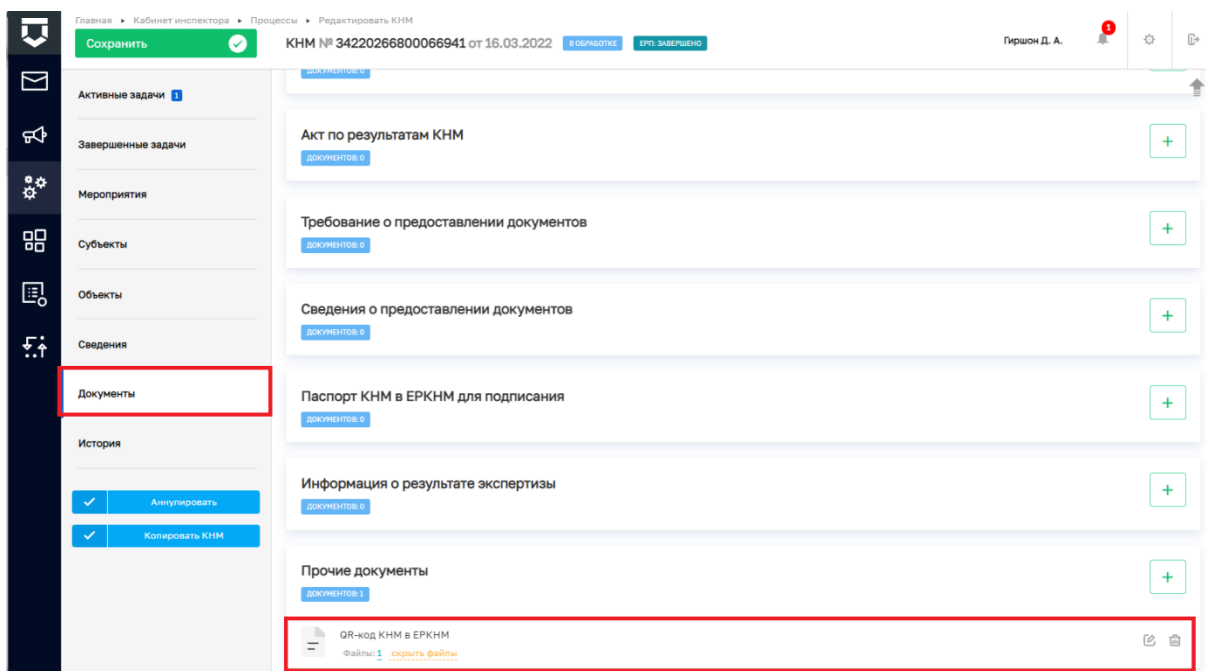 Главная ▸ Кабинет инспектора ▸ Процессы ▸ Редактировать КНМ
Сохранить
КНМ № 34220266800066941 от 16.03.2022 В ОБРАБОТКЕ ЕРП: ЗАВЕРШЕНО
Гиршон Д. А.
1
Активные задачи 1
Завершенные задачи
Мероприятия
Субъекты
Объекты
Сведения
Документы
История
Аннулировать
Копировать КНМ
ДОКУМЕНТОВ: 0
Акт по результатам КНМ
ДОКУМЕНТОВ: 0
Требование о предоставлении документов
ДОКУМЕНТОВ: 0
Сведения о предоставлении документов
ДОКУМЕНТОВ: 0
Паспорт КНМ в ЕРКНМ для подписания
ДОКУМЕНТОВ: 0
Информация о результате экспертизы
ДОКУМЕНТОВ: 0
Прочие документы
ДОКУМЕНТОВ: 1
QR-код КНМ в ЕРКНМ
Файлы: 1 скрыть файлы